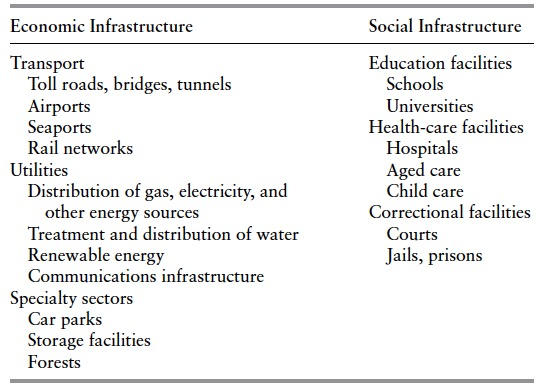 Economic Infrastructure
Social Infrastructure
Transport
Toll roads, bridges, tunnels
Airports
Seaports
Rail networks
Utilities
Distribution of gas, electricity, and
other energy sources
Treatment and distribution of water
Renewable energy
Communications infrastructure
Specialty sectors
Car parks
Storage facilities
Forests
Education facilities
Schools
Universities
Health-care facilities
Hospitals
Aged care
Child care
Correctional facilities
Courts
Jails, prisons